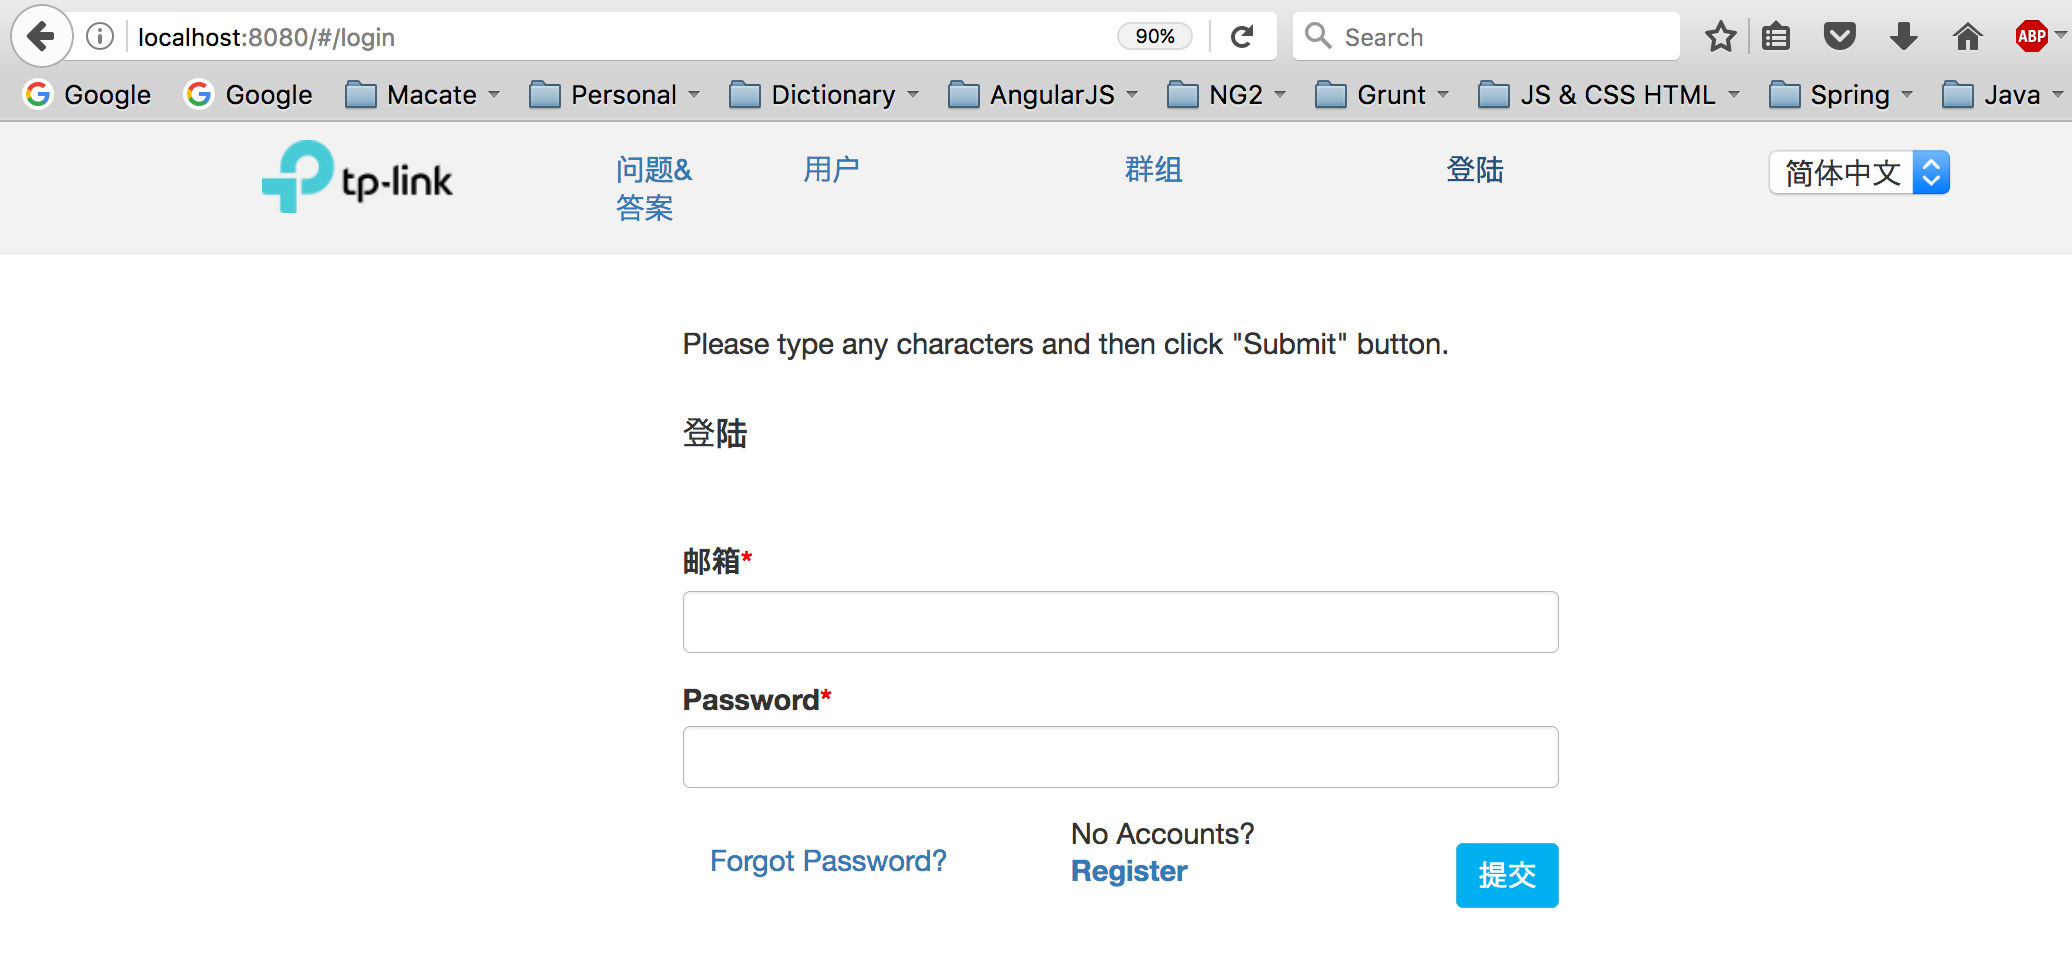 localhost:8080/#/login 90% Search ABP
Google Google Macate Personal Dictionary AngularJS NG2 Grunt JS & CSS HTML Spring Java
tp-link 问题& 用户 群组 登陆 简体中文
答案
Please type any characters and then click "Submit" button.
登陆
邮箱*
Password*
No Accounts?
Forgot Password? Register 提交